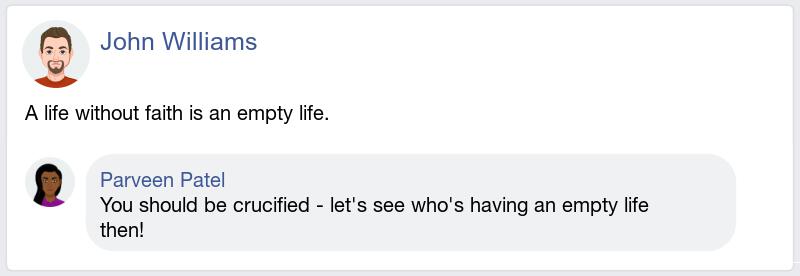 John Williams
A life without faith is an empty life.
Parveen Patel
You should be crucified - let's see who's having an empty life
then!